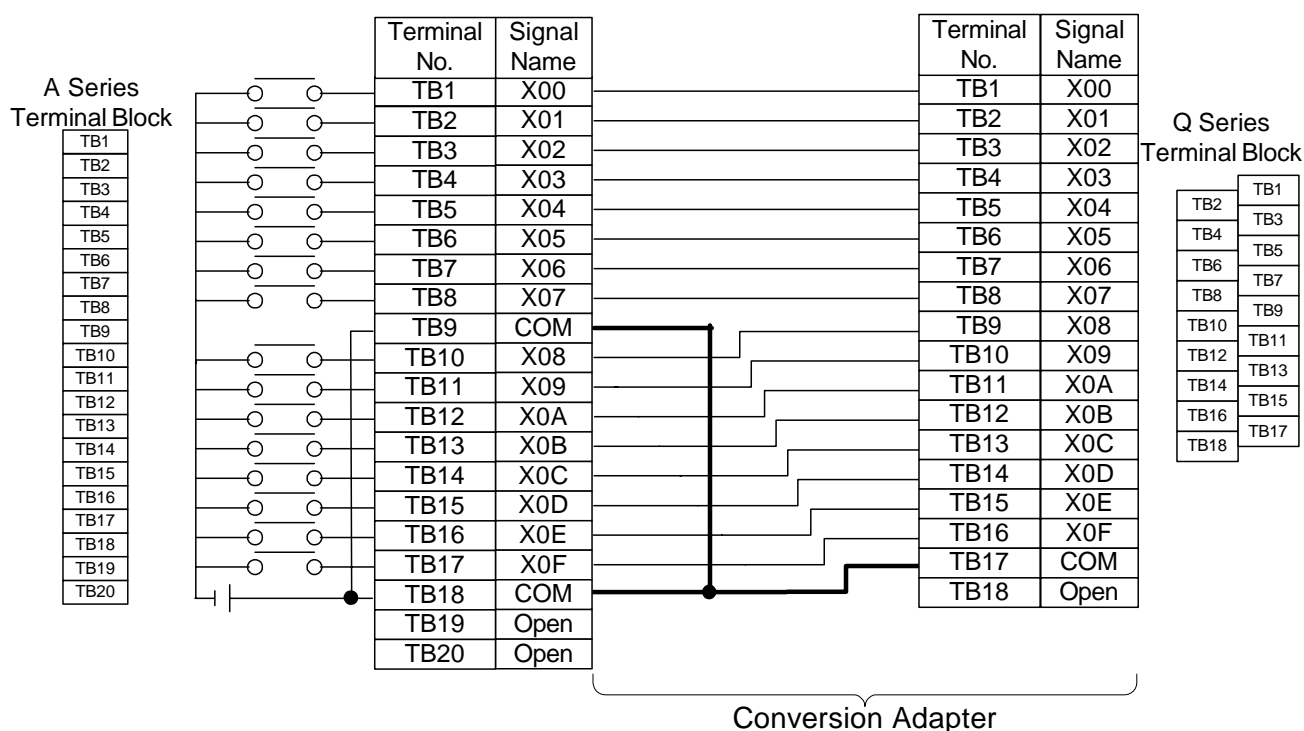 A Series
Terminal Block
TB1
TB2
TB3
TB4
TB5
TB6
TB7
TB8
TB9
TB10
TB11
TB12
TB13
TB14
TB15
TB16
TB17
TB18
TB19
TB20
Terminal No. Signal Name
TB1 X00
TB2 X01
TB3 X02
TB4 X03
TB5 X04
TB6 X05
TB7 X06
TB8 X07
TB9 COM
TB10 X08
TB11 X09
TB12 X0A
TB13 X0B
TB14 X0C
TB15 X0D
TB16 X0E
TB17 X0F
TB18 COM
TB19 Open
TB20 Open
Terminal No. Signal Name
TB1 X00
TB2 X01
TB3 X02
TB4 X03
TB5 X04
TB6 X05
TB7 X06
TB8 X07
TB9 X08
TB10 X09
TB11 X0A
TB12 X0B
TB13 X0C
TB14 X0D
TB15 X0E
TB16 X0F
TB17 COM
TB18 Open
Q Series
Terminal Block
TB1
TB2
TB3
TB4
TB5
TB6
TB7
TB8
TB9
TB10
TB11
TB12
TB13
TB14
TB15
TB16
TB17
TB18
Conversion Adapter